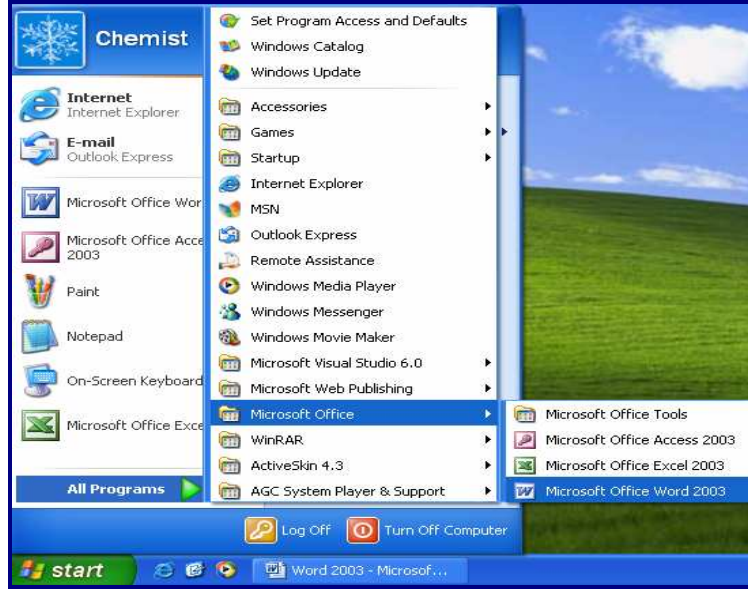 Chemist
Internet
Internet Explorer
E-mail
Outlook Express
Microsoft Office Wor
Microsoft Office Acce
2003
Paint
Notepad
On-Screen Keyboard
Microsoft Office Exce
All Programs
Set Program Access and Defaults
Windows Catalog
Windows Update
Accessories
Games
Startup
Internet Explorer
MSN
Outlook Express
Remote Assistance
Windows Media Player
Windows Messenger
Windows Movie Maker
Microsoft Visual Studio 6.0
Microsoft Web Publishing
Microsoft Office
WinRAR
ActiveSkin 4.3
AGC System Player & Support
Microsoft Office Tools
Microsoft Office Access 2003
Microsoft Office Excel 2003
Microsoft Office Word 2003
Log Off
Turn Off Computer
start
Word 2003 - Microsof...